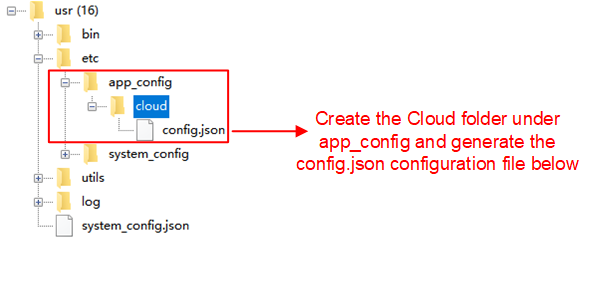 usr (16)
bin
etc
app_config
cloud
config.json
system_config
utils
log
system_config.json
Create the Cloud folder under
app_config and generate the
config.json configuration file below